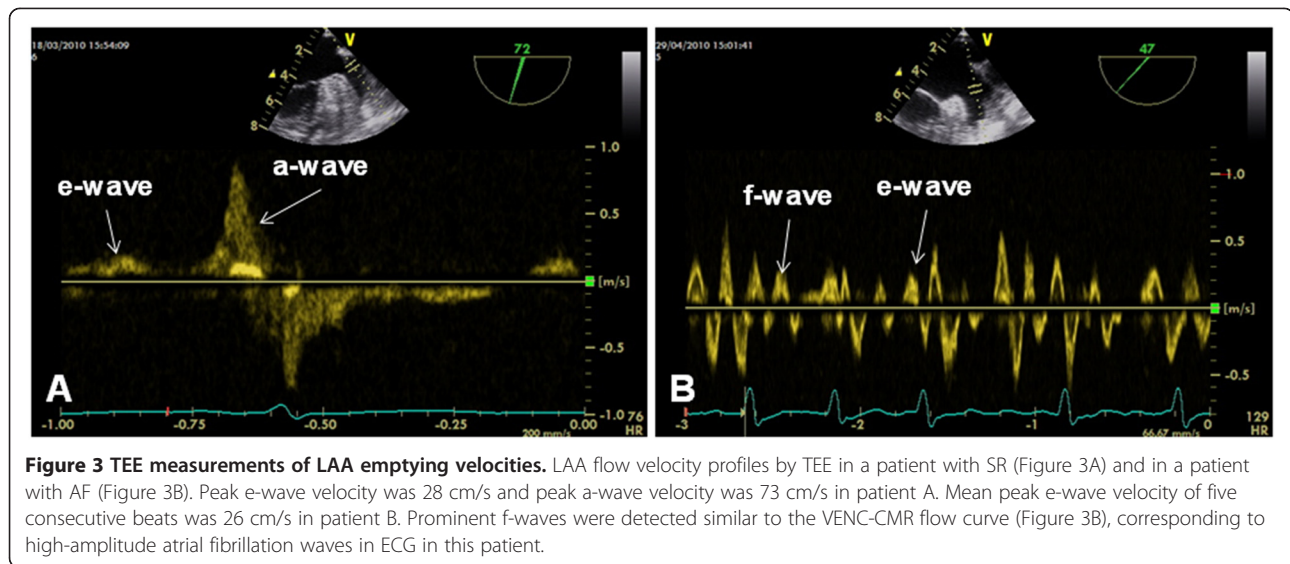 18/03/2010 15:54:09
6
V
2
4
6
8
72
1.0
a-wave
e-wave
0.5
[m/s]
-0.5
A
-1.0
76
HR
-1.00
-0.75
-0.50
-0.25
0.00
200 mm/s
29/04/2010 15:01:41
5
V
2
4
6
8
47
1.0
f-wave
e-wave
0.5
[m/s]
-0.5
B
129
HR
-3
-2
-1
0
66.67 mm/s
Figure 3 TEE measurements of LAA emptying velocities. LAA flow velocity profiles by TEE in a patient with SR (Figure 3A) and in a patient
with AF (Figure 3B). Peak e-wave velocity was 28 cm/s and peak a-wave velocity was 73 cm/s in patient A. Mean peak e-wave velocity of five
consecutive beats was 26 cm/s in patient B. Prominent f-waves were detected similar to the VENC-CMR flow curve (Figure 3B), corresponding to
high-amplitude atrial fibrillation waves in ECG in this patient.